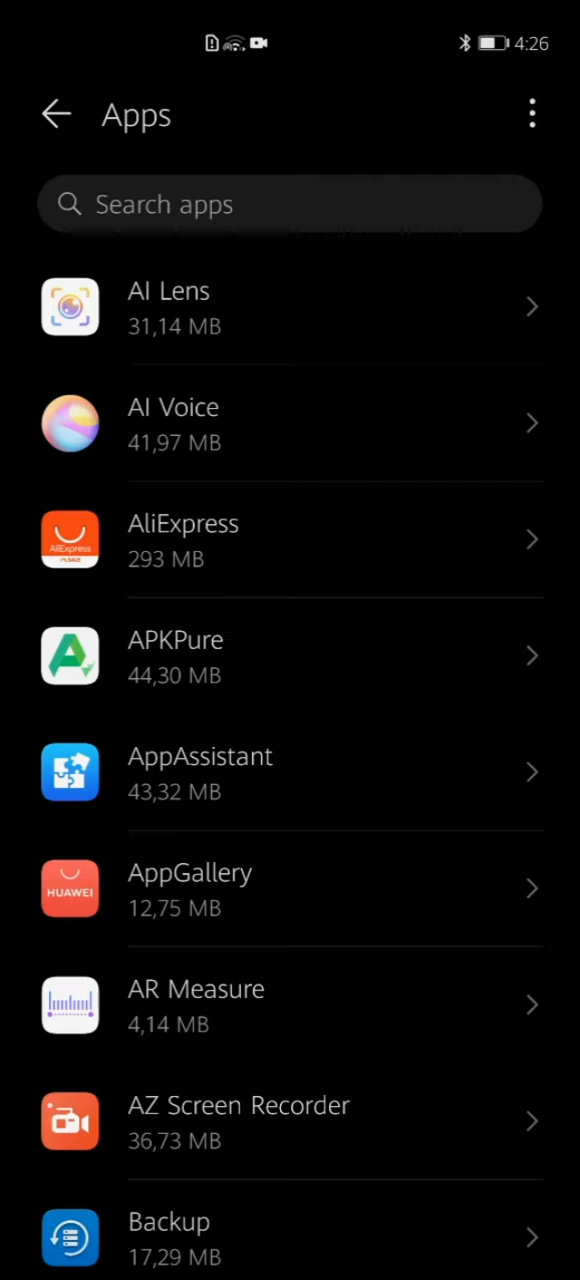 4:26
Apps
Search apps
AI Lens
31,14 MB
AI Voice
41,97 MB
AliExpress
AliExpress
293 MB
APKPure
44,30 MB
AppAssistant
43,32 MB
AppGallery
HUAWEI
12,75 MB
AR Measure
4,14 MB
AZ Screen Recorder
36,73 MB
Backup
17,29 MB